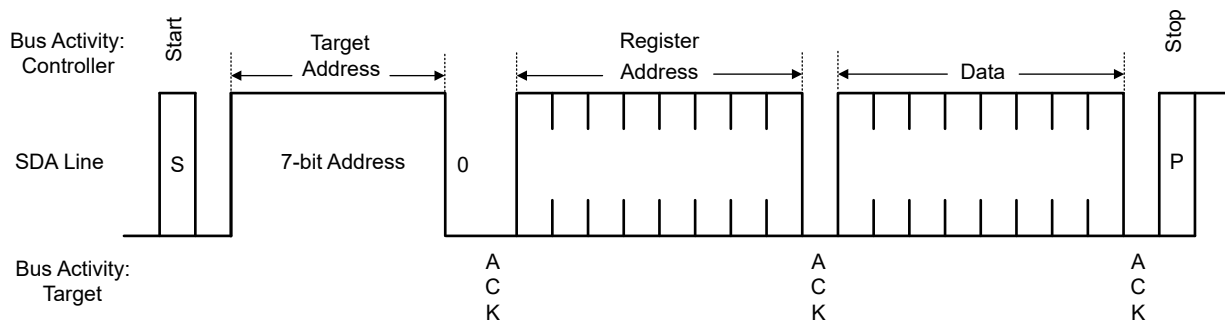 Bus Activity:
Controller
Start
Target
Address
Register
Address
Data
Stop
SDA Line
S
7-bit Address
0
P
Bus Activity:
Target
A
C
K
A
C
K
A
C
K